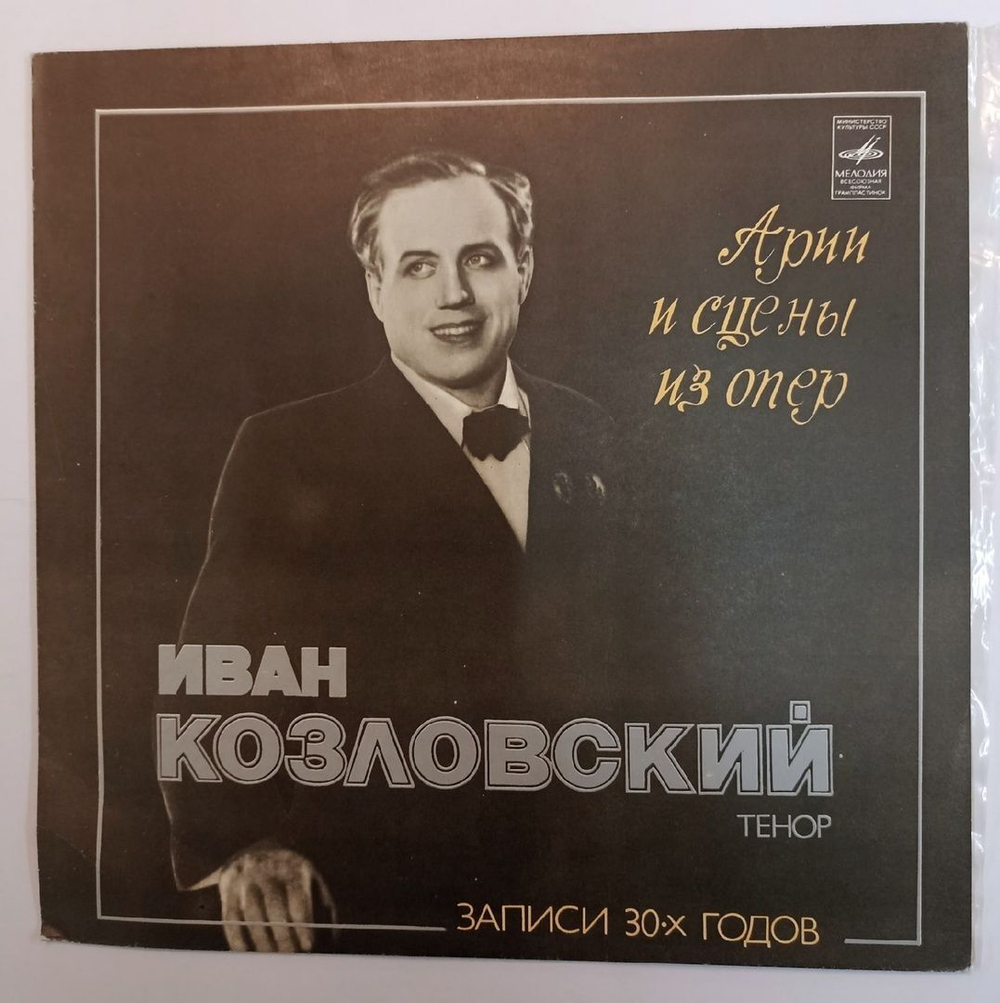 МИНИСТЕРСТВО
КУЛЬТУРЫ СССР
МЕЛОДИЯ
ВСЕСОЮЗНАЯ
ФИРМА
ГРАМПЛАСТИНОК
Арии
и сцены
из опер
ИВАН
КОЗЛОВСКИЙ
ТЕНОР
ЗАПИСИ 30-Х ГОДОВ